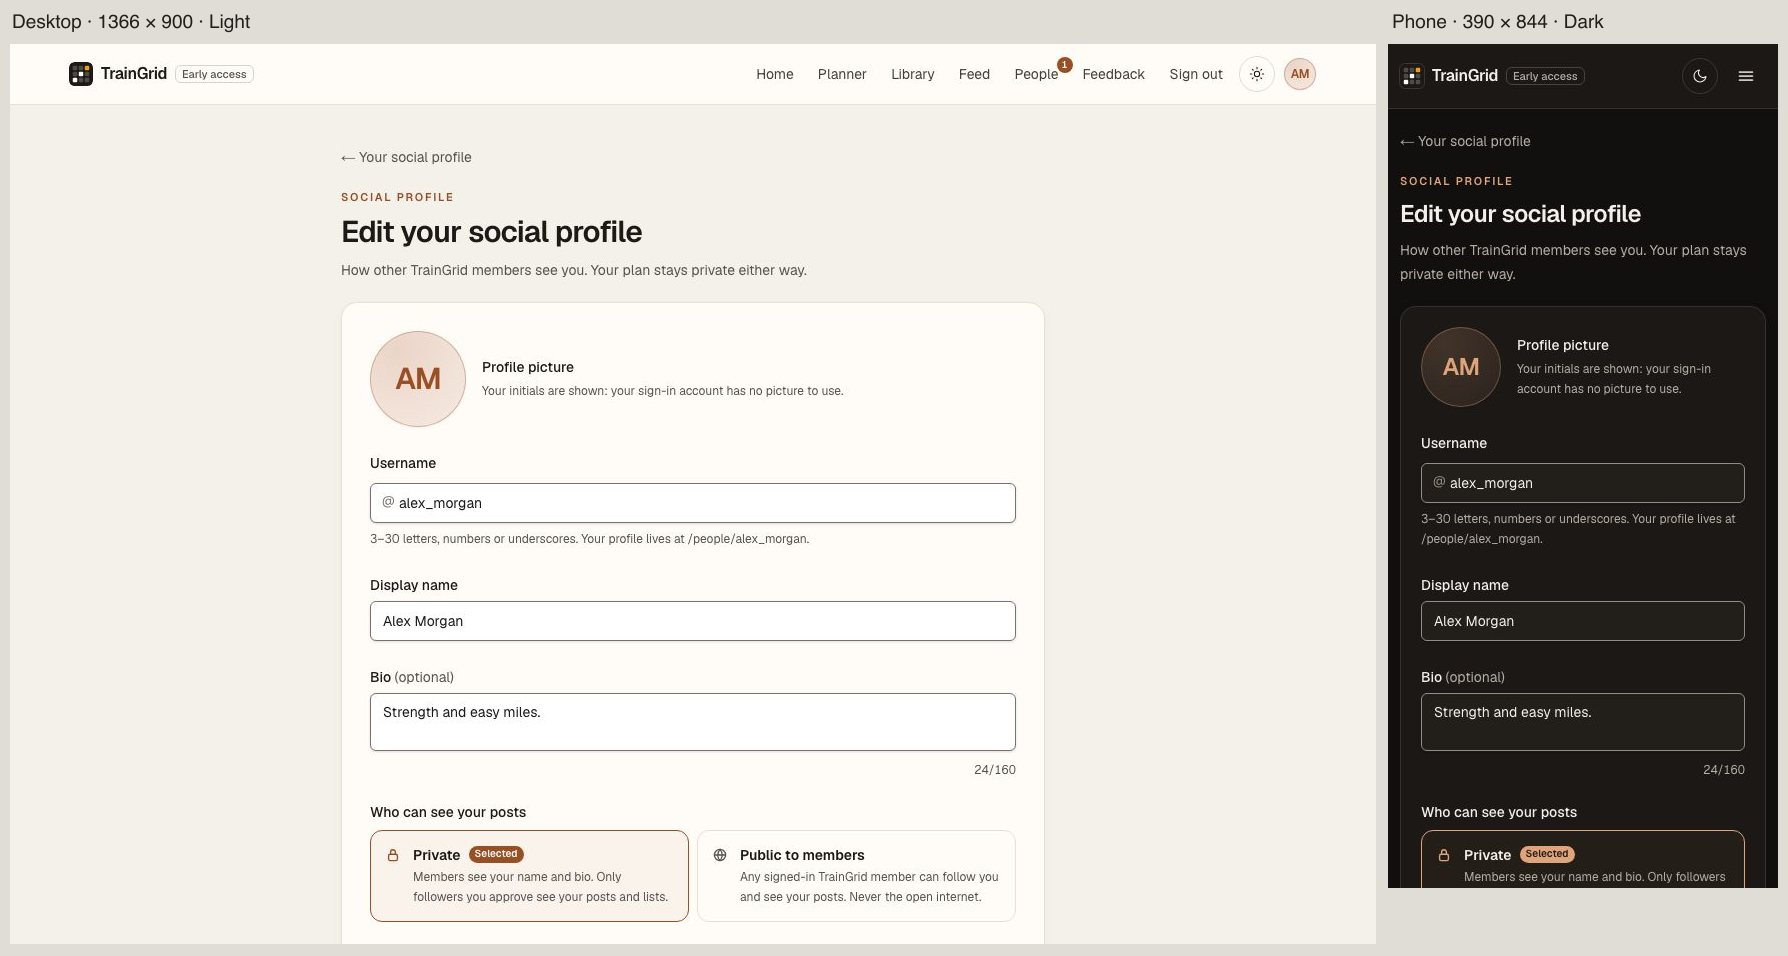 Desktop · 1366 × 900 · Light
TrainGrid
Early access
Home
Planner
Library
Feed
People
1
Feedback
Sign out
AM
← Your social profile
SOCIAL PROFILE
Edit your social profile
How other TrainGrid members see you. Your plan stays private either way.
AM
Profile picture
Your initials are shown: your sign-in account has no picture to use.
Username
@ alex_morgan
3–30 letters, numbers or underscores. Your profile lives at /people/alex_morgan.
Display name
Alex Morgan
Bio (optional)
Strength and easy miles.
24/160
Who can see your posts
Private Selected
Members see your name and bio. Only
followers you approve see your posts and lists.
Public to members
Any signed-in TrainGrid member can follow you
and see your posts. Never the open internet.
Phone · 390 × 844 · Dark
TrainGrid
Early access
← Your social profile
SOCIAL PROFILE
Edit your social profile
How other TrainGrid members see you. Your plan stays
private either way.
AM
Profile picture
Your initials are shown: your sign-in
account has no picture to use.
Username
@ alex_morgan
3–30 letters, numbers or underscores. Your profile lives at
/people/alex_morgan.
Display name
Alex Morgan
Bio (optional)
Strength and easy miles.
24/160
Who can see your posts
Private Selected
Members see your name and bio. Only followers